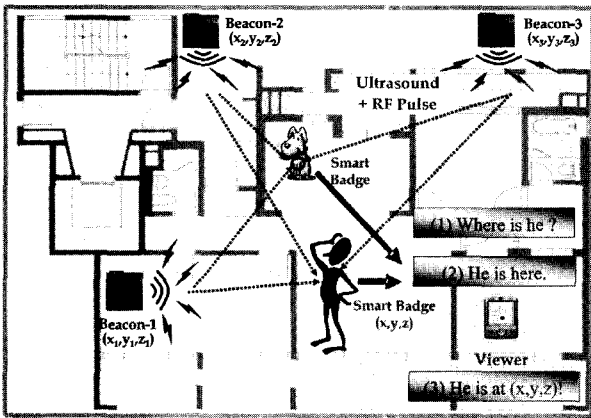 Beacon-2
(x₂,y₂,z₂)
Beacon-3
(x₃,y₃,z₃)
Ultrasound
+ RF Pulse
Smart
Badge
(1) Where is he ?
(2) He is here.
Beacon-1
(x₁,y₁,z₁)
Smart Badge
(x,y,z)
Viewer
(3) He is at (x,y,z)!